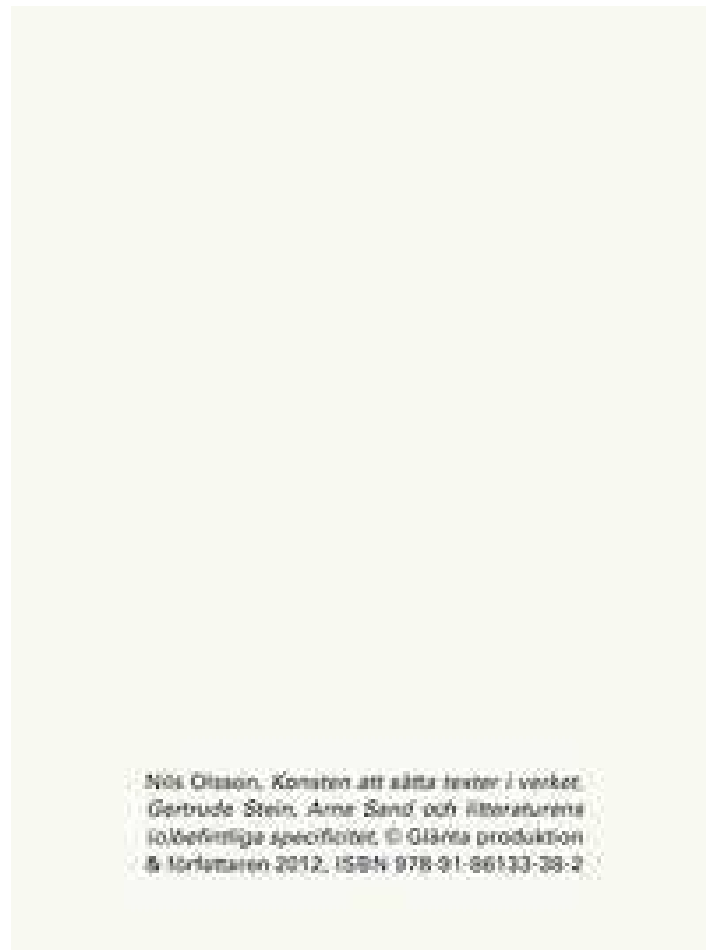 Nils Olsson, Konsten att sätta texter i verket.
Gertrude Stein, Arne Sand och litteraturens
(o)befintliga specificitet, © Glänta produktion
& författaren 2012, ISBN 978-91-86133-38-2